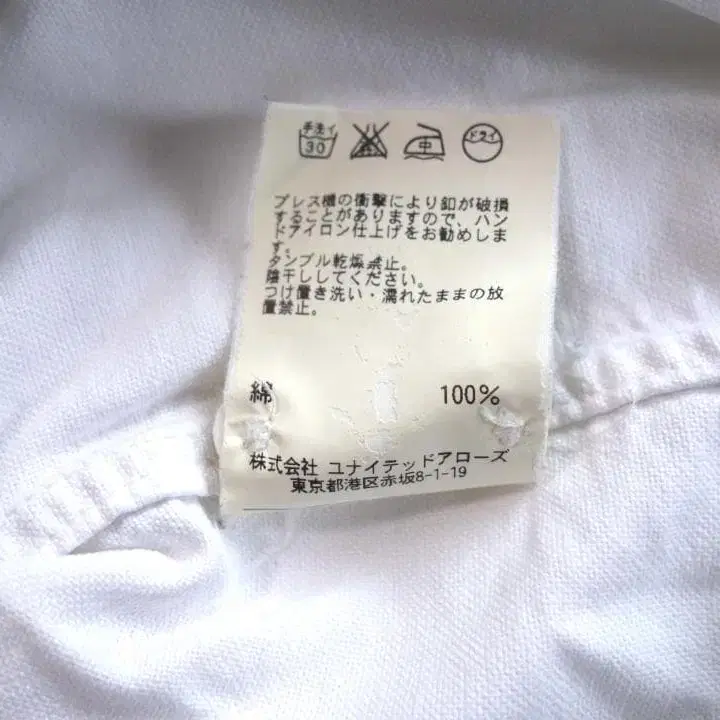 手洗イ 30 中 ドライ
プレス機の衝撃により釦が破損
することがありますので、ハン
ドアイロン仕上げをお勧めしま
す。
タンブル乾燥禁止。
陰干ししてください。
つけ置き洗い・濡れたままの放
置禁止。
綿 100%
株式会社 ユナイテッドアローズ
東京都港区赤坂8-1-19